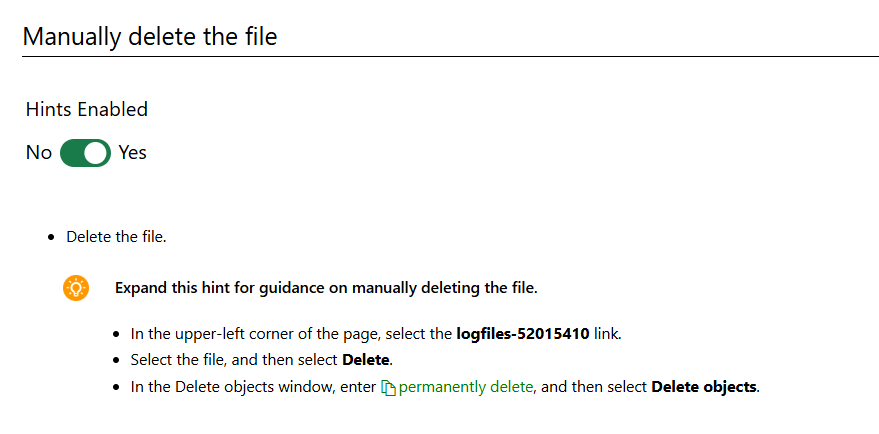 Manually delete the file
Hints Enabled
No Yes
Delete the file.
Expand this hint for guidance on manually deleting the file.
In the upper-left corner of the page, select the logfiles-52015410 link.
Select the file, and then select Delete.
In the Delete objects window, enter permanently delete, and then select Delete objects.